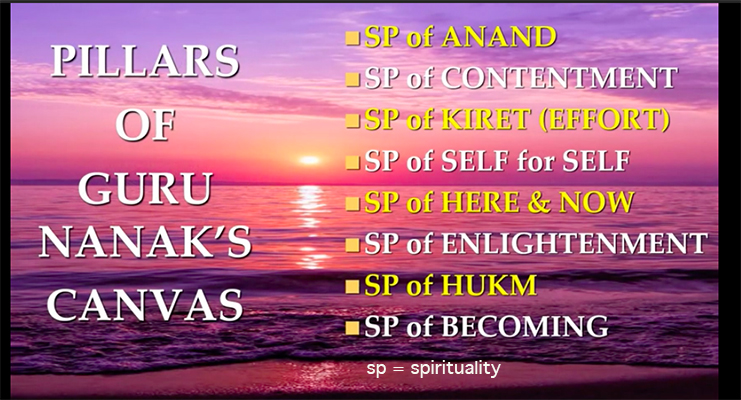 PILLARS
OF
GURU
NANAK'S
CANVAS
SP of ANAND
SP of CONTENTMENT
SP of KIRET (EFFORT)
SP of SELF for SELF
SP of HERE & NOW
SP of ENLIGHTENMENT
SP of HUKM
SP of BECOMING
sp = spirituality